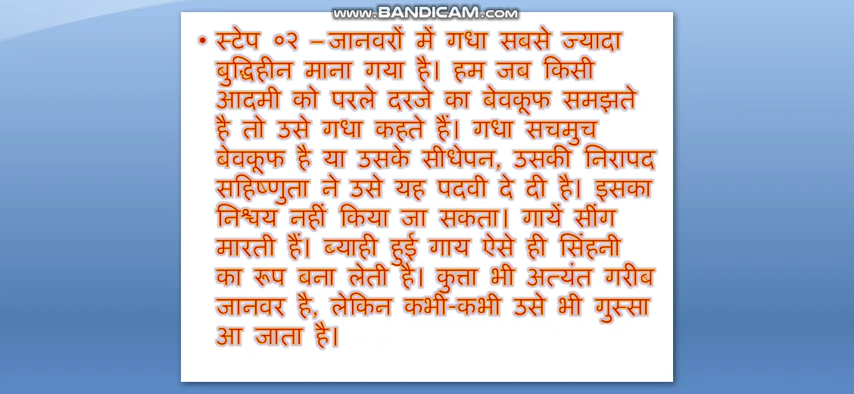 www.BANDICAM.com
• स्टेप ०२ – जानवरों में गधा सबसे ज्यादा
बुद्धिहीन माना गया है। हम जब किसी
आदमी को परले दरजे का बेवकूफ समझते
है तो उसे गधा कहते हैं। गधा सचमुच
बेवकूफ है या उसके सीधेपन, उसकी निरापद
सहिष्णुता ने उसे यह पदवी दे दी है। इसका
निश्चय नहीं किया जा सकता। गायें सींग
मारती हैं। ब्याही हुई गाय ऐसे ही सिंहनी
का रूप बना लेती है। कुत्ता भी अत्यंत गरीब
जानवर है, लेकिन कभी-कभी उसे भी गुस्सा
आ जाता है।